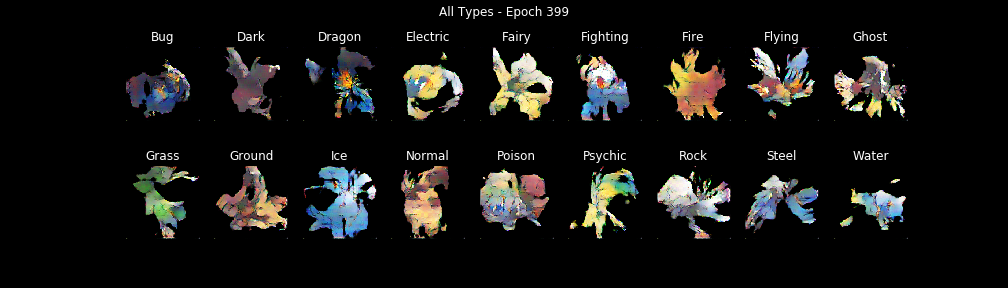 All Types - Epoch 399
Bug Dark Dragon Electric Fairy Fighting Fire Flying Ghost
Grass Ground Ice Normal Poison Psychic Rock Steel Water